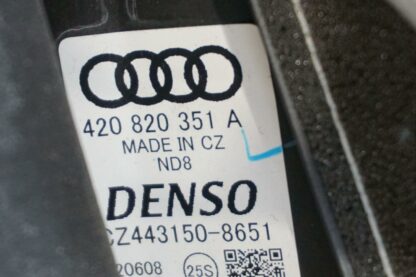 420 820 351 A
MADE IN CZ
ND8
DENSO
CZ443150-8651
20608
25S